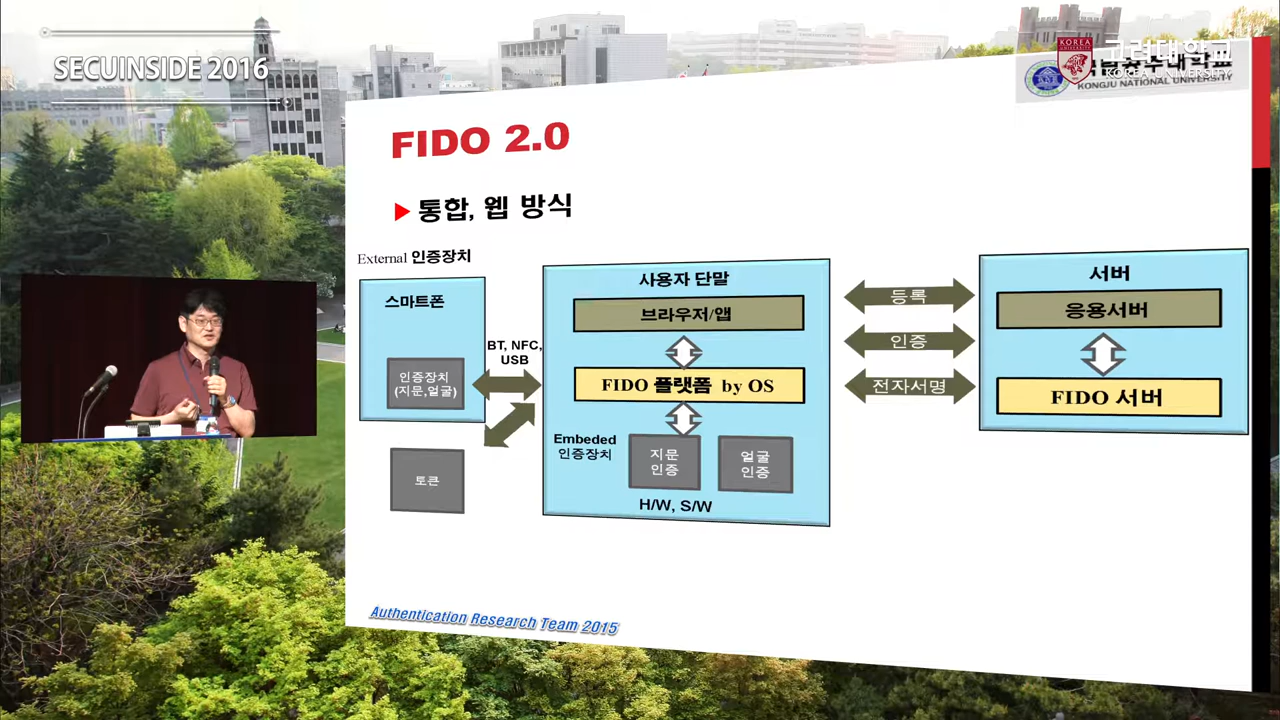 SECUINSIDE 2016
고려대학교
KOREA UNIVERSITY
KONGJU NATIONAL UNIVERSITY
FIDO 2.0
통합, 웹 방식
External 인증장치
스마트폰
인증장치
(지문,얼굴)
토큰
BT, NFC,
USB
사용자 단말
브라우저/앱
FIDO 플랫폼 by OS
Embeded
인증장치
지문
인증
얼굴
인증
H/W, S/W
등록
인증
전자서명
서버
응용서버
FIDO 서버
Authentication Research Team 2015